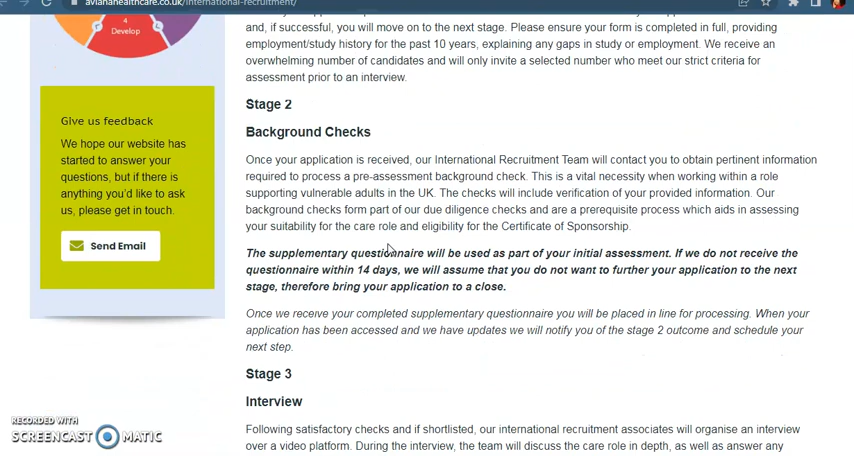 avianahealthcare.co.uk/international-recruitment/
4
Develop
Give us feedback
We hope our website has
started to answer your
questions, but if there is
anything you'd like to ask
us, please get in touch.
Send Email
and, if successful, you will move on to the next stage. Please ensure your form is completed in full, providing
employment/study history for the past 10 years, explaining any gaps in study or employment. We receive an
overwhelming number of candidates and will only invite a selected number who meet our strict criteria for
assessment prior to an interview.
Stage 2
Background Checks
Once your application is received, our International Recruitment Team will contact you to obtain pertinent information
required to process a pre-assessment background check. This is a vital necessity when working within a role
supporting vulnerable adults in the UK. The checks will include verification of your provided information. Our
background checks form part of our due diligence checks and are a prerequisite process which aids in assessing
your suitability for the care role and eligibility for the Certificate of Sponsorship.
The supplementary questionnaire will be used as part of your initial assessment. If we do not receive the
questionnaire within 14 days, we will assume that you do not want to further your application to the next
stage, therefore bring your application to a close.
Once we receive your completed supplementary questionnaire you will be placed in line for processing. When your
application has been accessed and we have updates we will notify you of the stage 2 outcome and schedule your
next step.
Stage 3
Interview
Following satisfactory checks and if shortlisted, our international recruitment associates will organise an interview
over a video platform. During the interview, the team will discuss the care role in depth, as well as answer any
RECORDED WITH
SCREENCAST MATIC